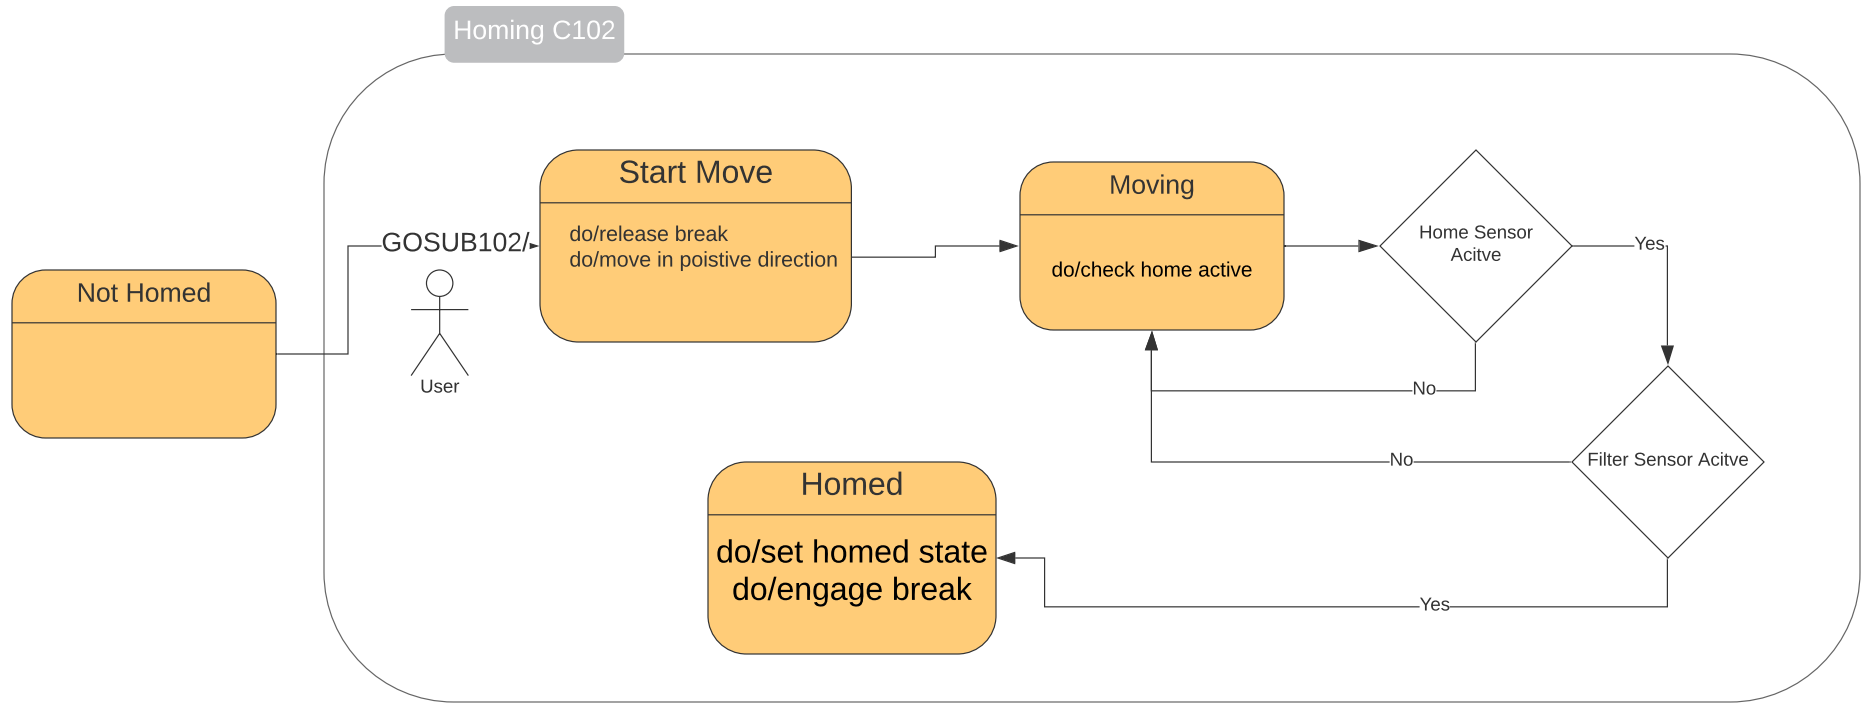 Homing C102
Not Homed
GOSUB102/
User
Start Move
do/release break
do/move in poistive direction
Moving
do/check home active
Home Sensor
Acitve
Yes
No
Filter Sensor Acitve
No
Yes
Homed
do/set homed state
do/engage break